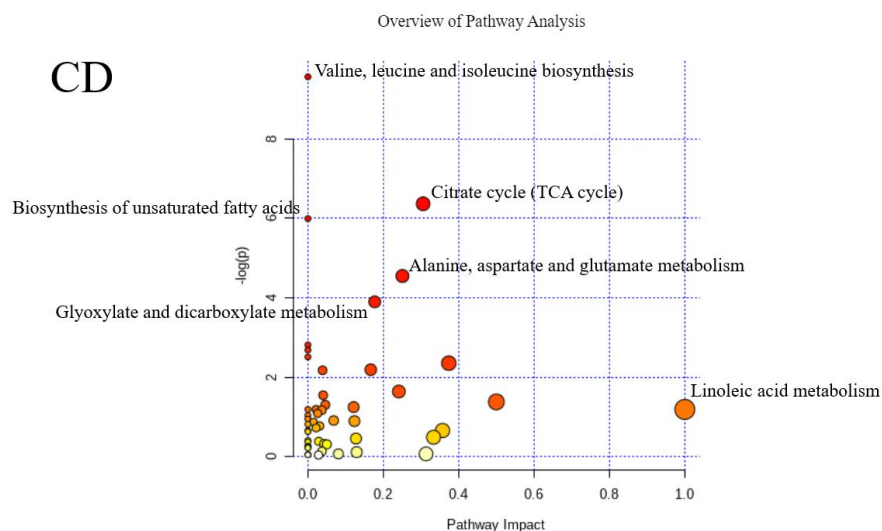 Overview of Pathway Analysis
CD
Valine, leucine and isoleucine biosynthesis
8
Citrate cycle (TCA cycle)
Biosynthesis of unsaturated fatty acids
6
-log(p)
Alanine, aspartate and glutamate metabolism
4
Glyoxylate and dicarboxylate metabolism
2
Linoleic acid metabolism
0
0.0 0.2 0.4 0.6 0.8 1.0
Pathway Impact